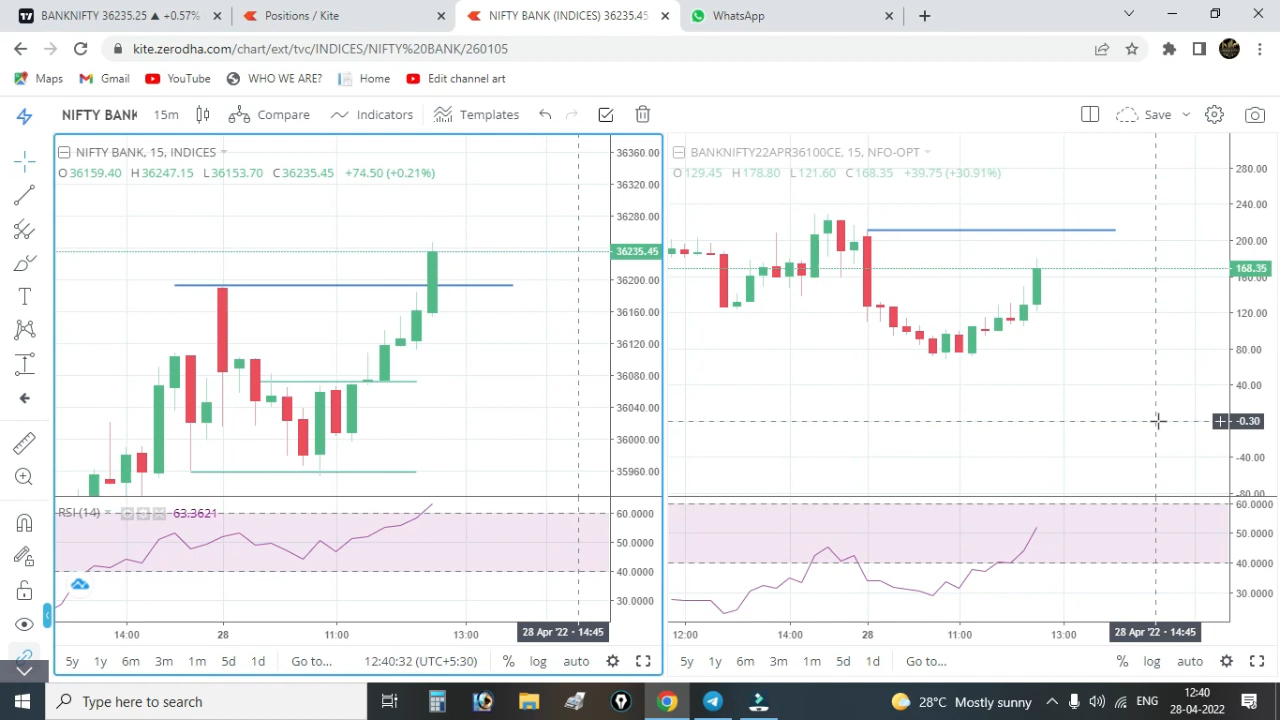 BANKNIFTY 36235.25 ▲ +0.57%
Positions / Kite
NIFTY BANK (INDICES) 36235.45
WhatsApp
kite.zerodha.com/chart/ext/tvc/INDICES/NIFTY%20BANK/260105
Maps Gmail YouTube WHO WE ARE? Home Edit channel art
NIFTY BANK 15m Compare Indicators Templates Save
NIFTY BANK, 15, INDICES
O36159.40 H36247.15 L36153.70 C36235.45 +74.50 (+0.21%)
36360.00
36320.00
36280.00
36235.45
36200.00
36160.00
36120.00
36080.00
36040.00
36000.00
35960.00
RSI (14) 63.3621
60.0000
50.0000
40.0000
30.0000
14:00 28 11:00 13:00 28 Apr '22 - 14:45
5y 1y 6m 3m 1m 5d 1d Go to... 12:40:32 (UTC+5:30) % log auto
BANKNIFTY22APR36100CE, 15, NFO-OPT
O129.45 H178.80 L121.60 C168.35 +39.75 (+30.91%)
280.00
240.00
200.00
168.35
160.00
120.00
80.00
40.00
-0.30
-40.00
-80.00
60.0000
50.0000
40.0000
30.0000
12:00 14:00 28 11:00 13:00 28 Apr '22 - 14:45
5y 1y 6m 3m 1m 5d 1d Go to... % log auto
Type here to search
28°C Mostly sunny
ENG
12:40
28-04-2022